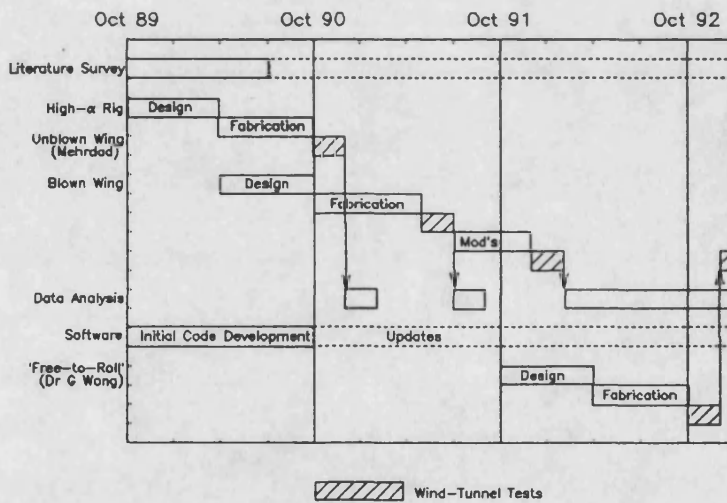 Oct 89 Oct 90 Oct 91 Oct 92
Literature Survey
High-α Rig
Design
Fabrication
Unblown Wing
(Mehrdad)
Blown Wing
Design
Fabrication
Mod's
Data Analysis
Software
Initial Code Development
Updates
'Free-to-Roll'
(Dr G Wong)
Design
Fabrication
Wind-Tunnel Tests